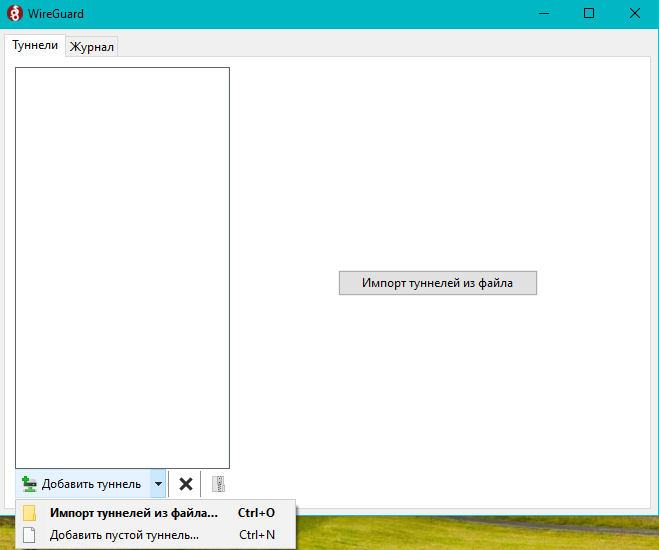 WireGuard
Туннели Журнал
Импорт туннелей из файла
Добавить туннель
Импорт туннелей из файла... Ctrl+O
Добавить пустой туннель... Ctrl+N